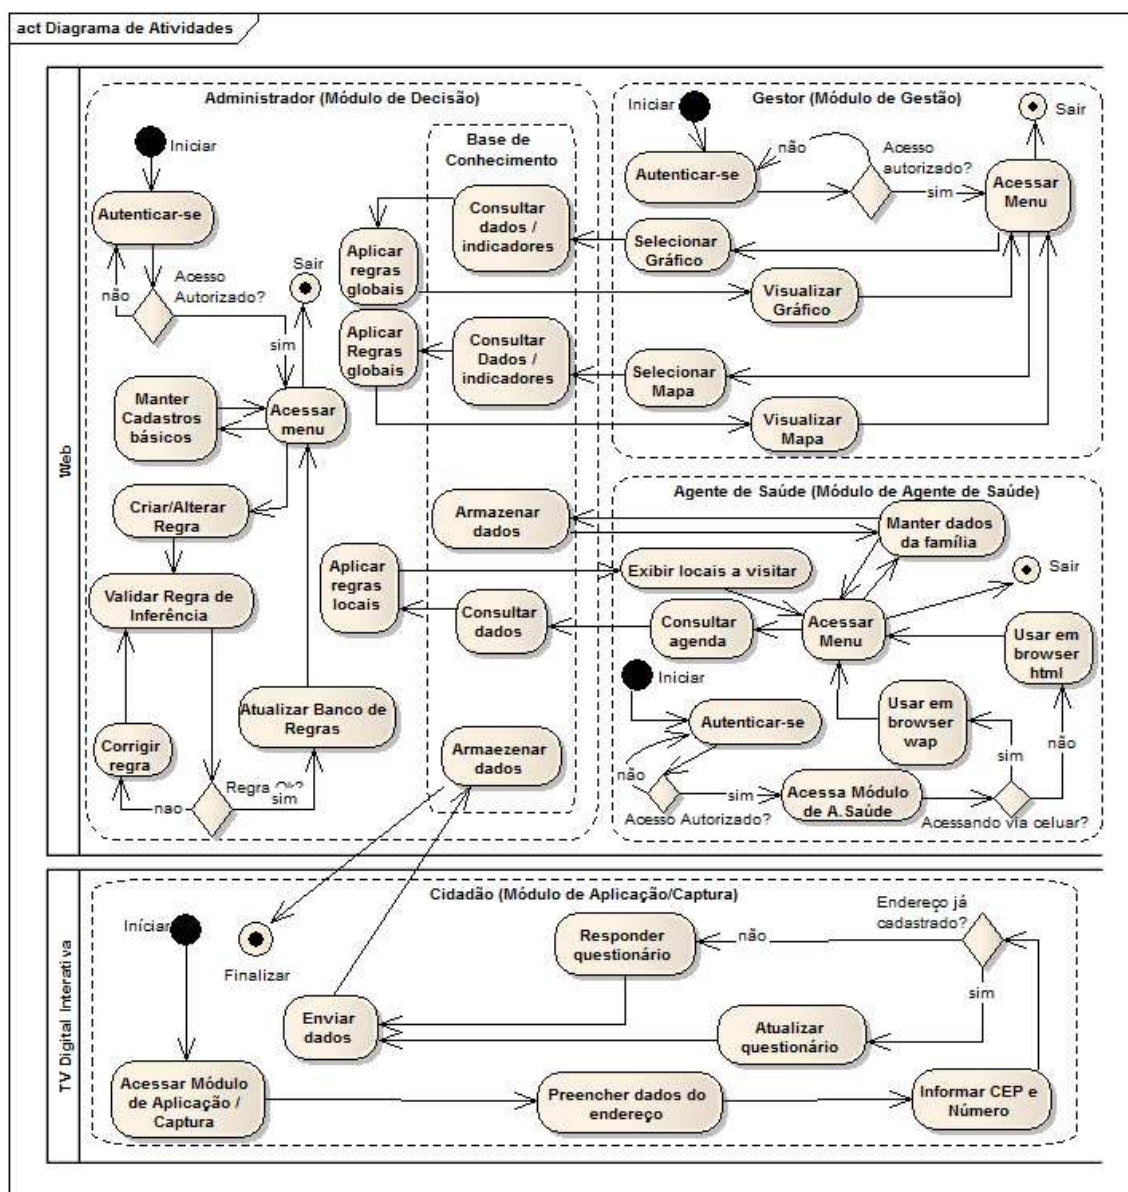 act Diagrama de Atividades
Web
Administrador (Módulo de Decisão)
Iniciar
Autenticar-se
não
Acesso
Autorizado?
sim
Sair
Acessar
menu
Manter
Cadastros
básicos
Criar/Alterar
Regra
Validar Regra de
Inferência
Corrigir
regra
nao
Regra Ok?
sim
Atualizar Banco de
Regras
Aplicar
regras
globais
Aplicar
Regras
globais
Aplicar
regras
locais
Base de
Conhecimento
Consultar
dados /
indicadores
Consultar
Dados /
indicadores
Armazenar
dados
Consultar
dados
Armaezenar
dados
Gestor (Módulo de Gestão)
Iniciar
Autenticar-se
não
Acesso
autorizado?
sim
Sair
Acessar
Menu
Selecionar
Gráfico
Visualizar
Gráfico
Selecionar
Mapa
Visualizar
Mapa
Agente de Saúde (Módulo de Agente de Saúde)
Manter dados
da família
Exibir locais a visitar
Sair
Consultar
agenda
Acessar
Menu
Usar em
browser
html
Iniciar
Autenticar-se
Usar em
browser
wap
não
sim
Acesso Autorizado?
Acessa Módulo
de A.Saúde
sim
não
Acessando via celuar?
TV Digital Interativa
Cidadão (Módulo de Aplicação/Captura)
Iníciar
Finalizar
Responder
questionário
não
Endereço já
cadastrado?
sim
Enviar
dados
Atualizar
questionário
Acessar Módulo
de Aplicação /
Captura
Preencher dados do
endereço
Informar CEP e
Número